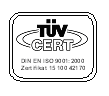 TÜV
CERT
DIN EN ISO 9001: 2000
Zertifikat 15 100 42170